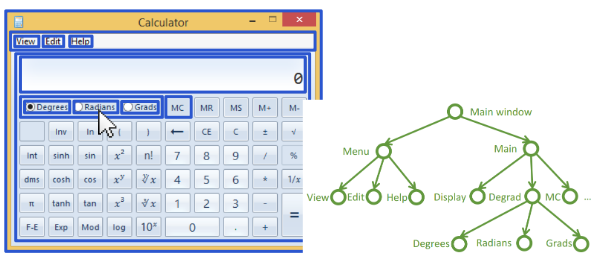 Calculator
View Edit Help
0
Degrees Radians Grads MC MR MS M+ M-
Inv ln ( ) ← CE C ± √
Int sinh sin x² n! 7 8 9 / %
dms cosh cos xʸ ʸ√x 4 5 6 * 1/x
π tanh tan x³ ³√x 1 2 3 - =
F-E Exp Mod log 10ˣ 0 . +
Main window
Menu Main
View Edit Help Display Degrad MC ...
Degrees Radians Grads